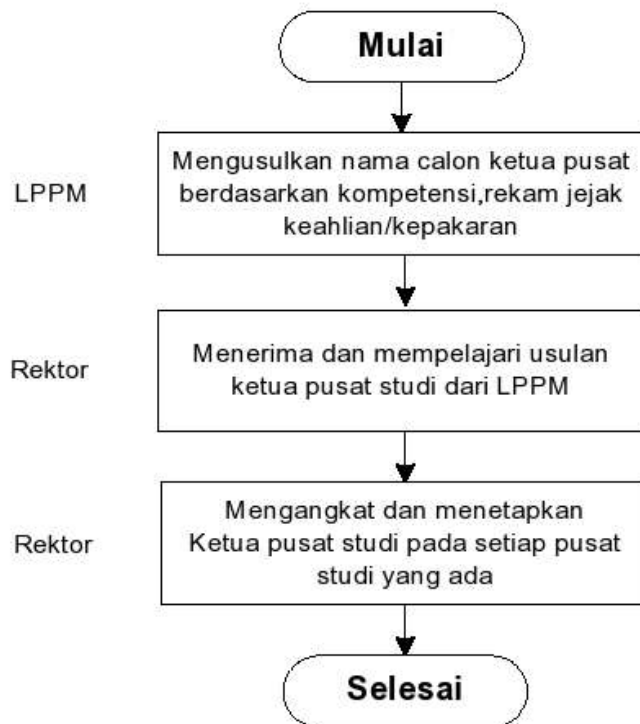 Mulai
LPPM
Mengusulkan nama calon ketua pusat
berdasarkan kompetensi,rekam jejak
keahlian/kepakaran
Rektor
Menerima dan mempelajari usulan
ketua pusat studi dari LPPM
Rektor
Mengangkat dan menetapkan
Ketua pusat studi pada setiap pusat
studi yang ada
Selesai